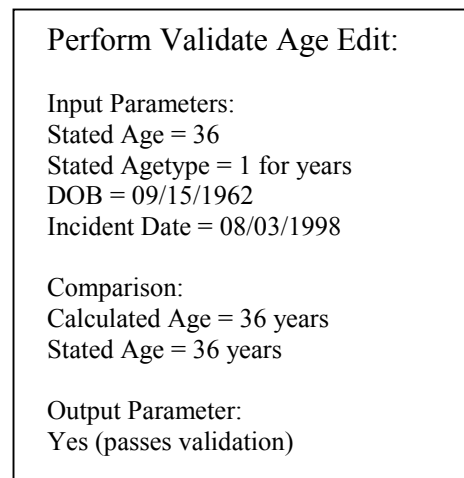 Perform Validate Age Edit:
Input Parameters:
Stated Age = 36
Stated Agetype = 1 for years
DOB = 09/15/1962
Incident Date = 08/03/1998
Comparison:
Calculated Age = 36 years
Stated Age = 36 years
Output Parameter:
Yes (passes validation)